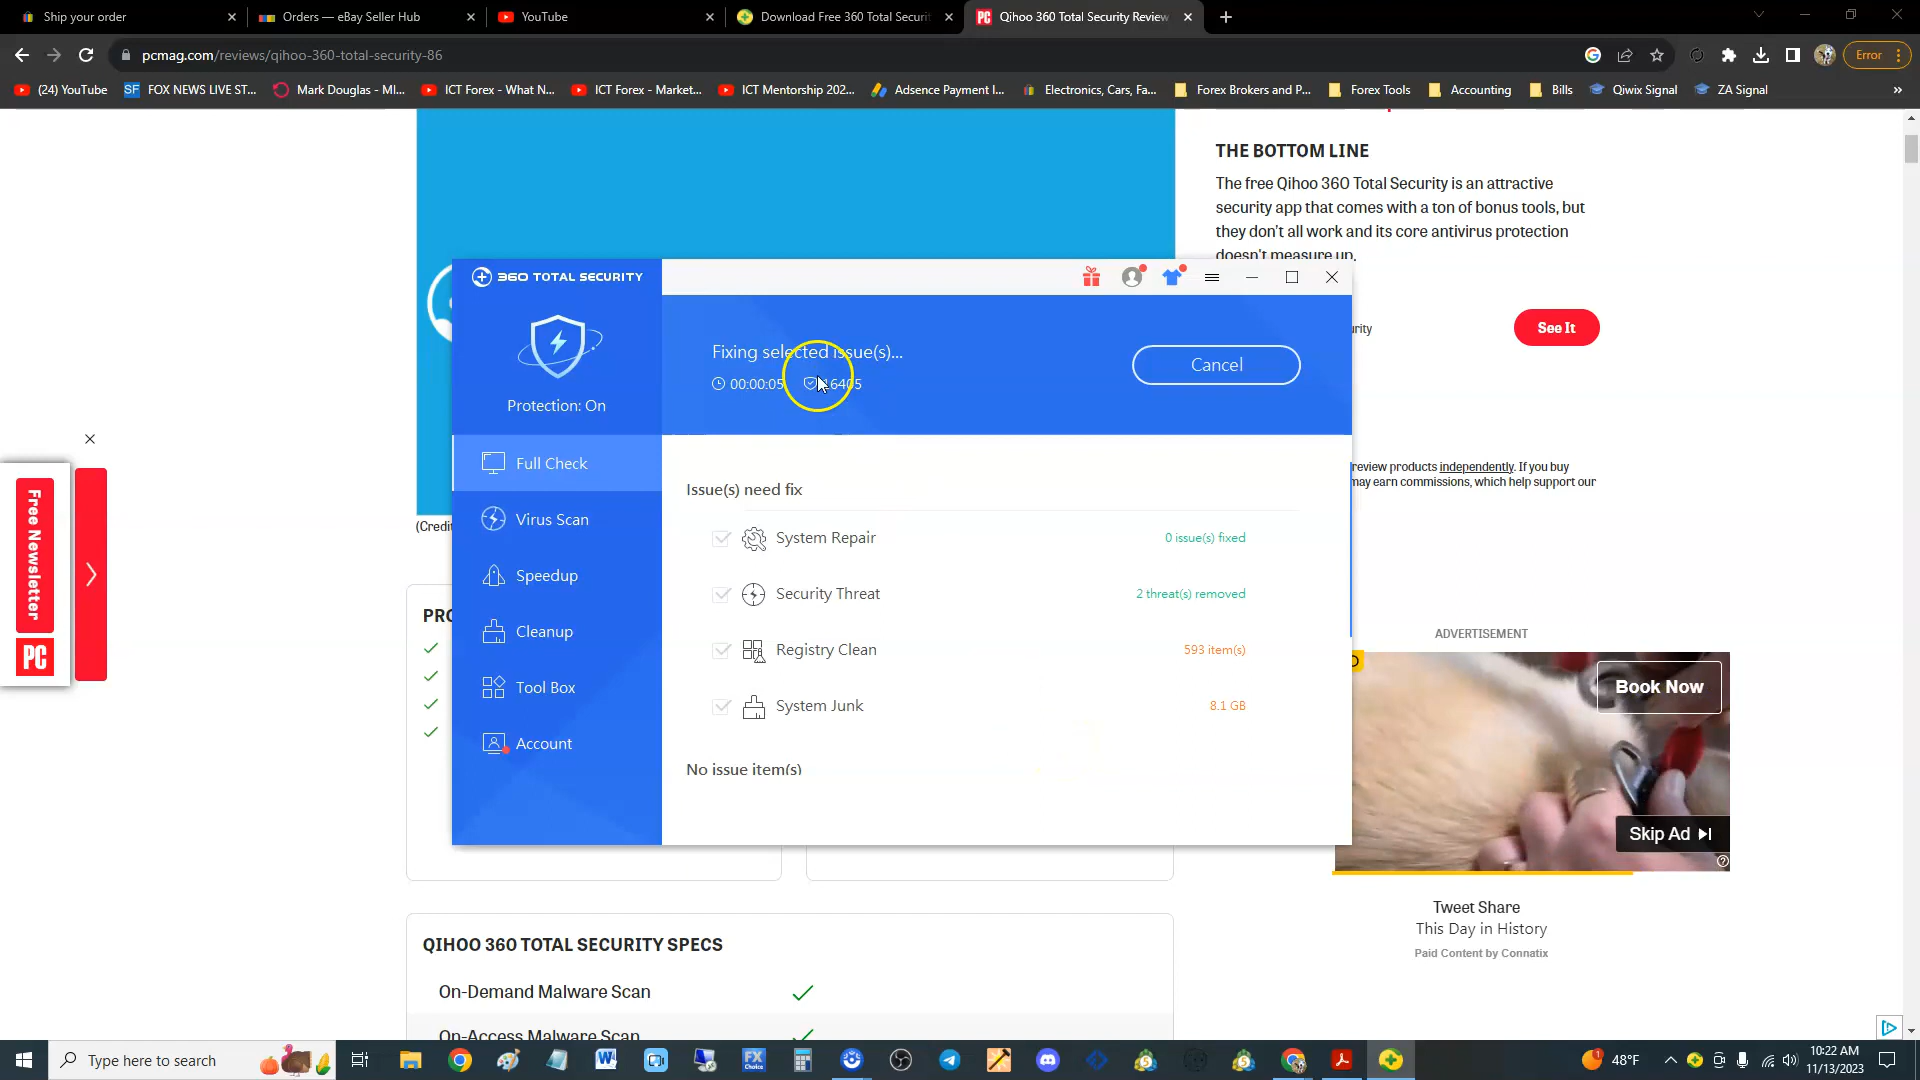 Ship your order
Orders — eBay Seller Hub
YouTube
Download Free 360 Total Securit
Qihoo 360 Total Security Review
pcmag.com/reviews/qihoo-360-total-security-86
Error
(24) YouTube
SF FOX NEWS LIVE ST...
Mark Douglas - MI...
ICT Forex - What N...
ICT Forex - Market...
ICT Mentorship 202...
Adsence Payment I...
Electronics, Cars, Fa...
Forex Brokers and P...
Forex Tools
Accounting
Bills
Qiwix Signal
ZA Signal
»
THE BOTTOM LINE
The free Qihoo 360 Total Security is an attractive
security app that comes with a ton of bonus tools, but
they don't all work and its core antivirus protection
doesn't measure up.
See It
360 TOTAL SECURITY
Protection: On
Full Check
Virus Scan
Speedup
Cleanup
Tool Box
Account
Fixing selected issue(s)...
00:00:05
16405
Cancel
Issue(s) need fix
System Repair
0 issue(s) fixed
Security Threat
2 threat(s) removed
Registry Clean
593 item(s)
System Junk
8.1 GB
No issue item(s)
review products independently. If you buy
may earn commissions, which help support our
Free Newsletter
PC
(Credi
PRO
QIHOO 360 TOTAL SECURITY SPECS
On-Demand Malware Scan
On-Access Malware Scan
ADVERTISEMENT
Book Now
Skip Ad
Tweet Share
This Day in History
Paid Content by Connatix
Type here to search
FX
Choice
1
48°F
10:22 AM
11/13/2023